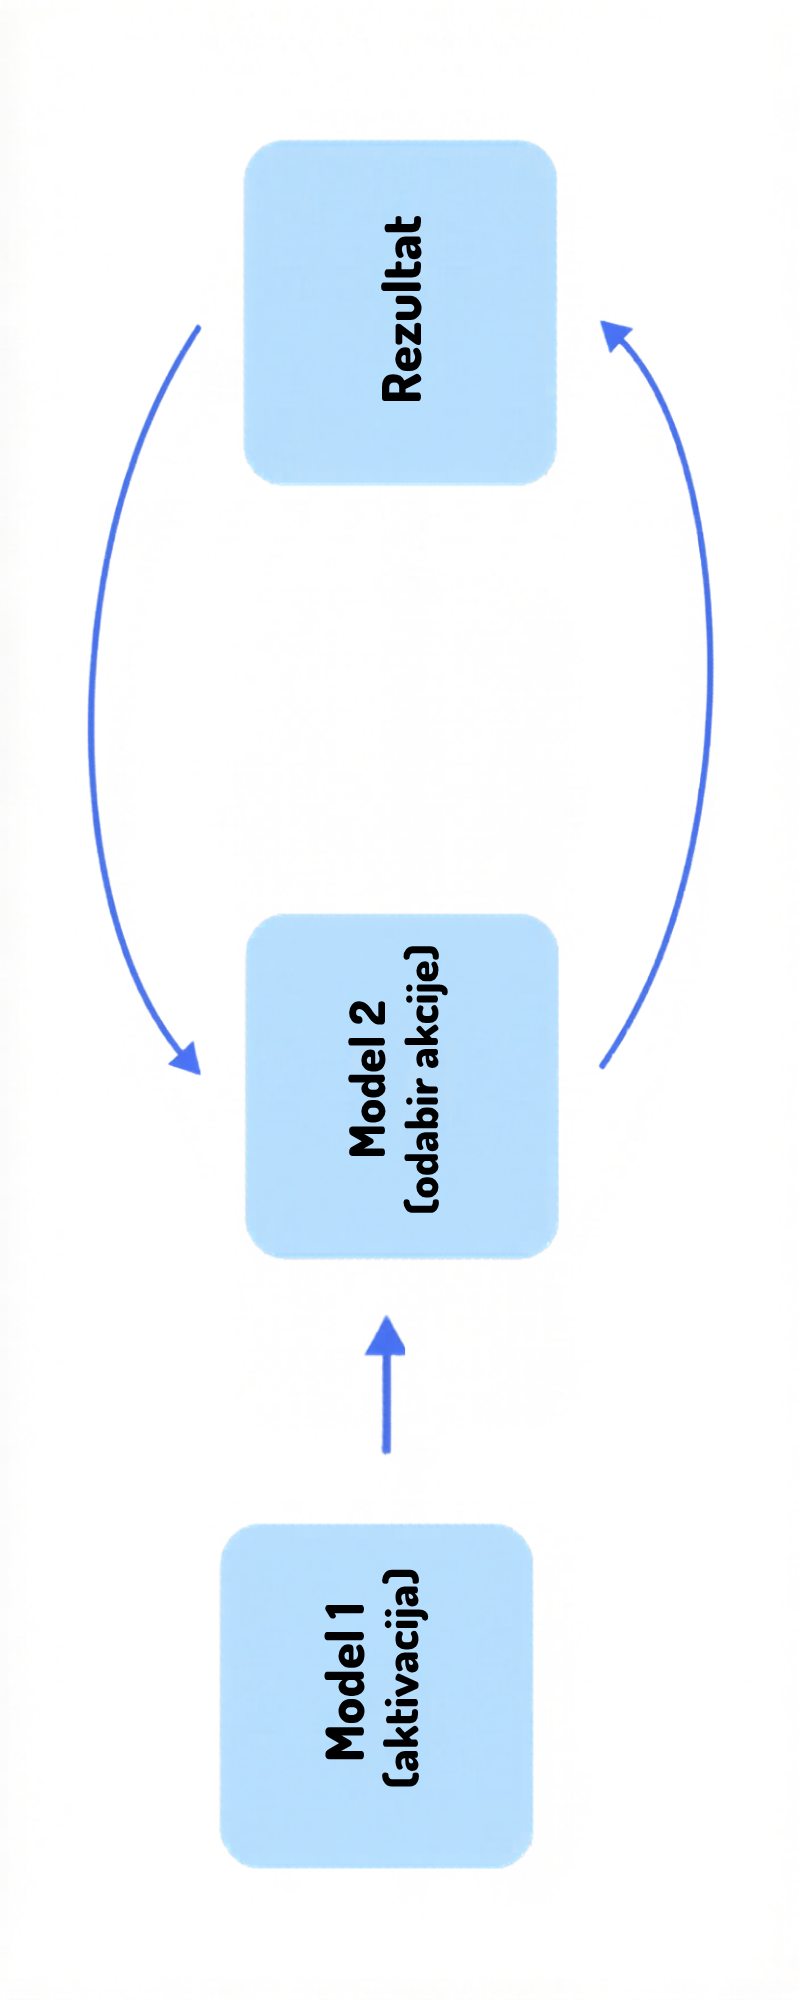 Model 1
(aktivacija)
Model 2
(odabir akcije)
Rezultat